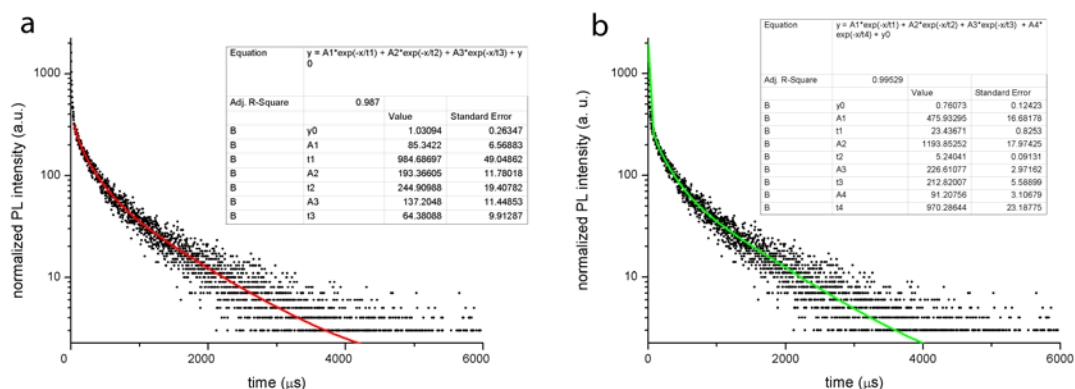 a
Equation y = A1*exp(-x/t1) + A2*exp(-x/t2) + A3*exp(-x/t3) + y
0
Adj. R-Square 0.987
Value Standard Error
B y0 1.03094 0.26347
B A1 85.3422 6.56883
B t1 984.68697 49.04862
B A2 193.36605 11.78018
B t2 244.90988 19.40782
B A3 137.2048 11.44853
B t3 64.38088 9.91287
normalized PL intensity (a.u.)
1000
100
10
0 2000 4000 6000
time (μs)
b
Equation y = A1*exp(-x/t1) + A2*exp(-x/t2) + A3*exp(-x/t3) + A4*
exp(-x/t4) + y0
Adj. R-Square 0.99529
Value Standard Error
B y0 0.76073 0.12423
B A1 475.93295 16.68178
B t1 23.43671 0.8253
B A2 1193.85252 17.97425
B t2 5.24041 0.09131
B A3 226.61077 2.97162
B t3 212.82007 5.58899
B A4 91.20756 3.10679
B t4 970.28644 23.18775
normalized PL intensity (a. u.)
1000
100
10
0 2000 4000 6000
time (μs)